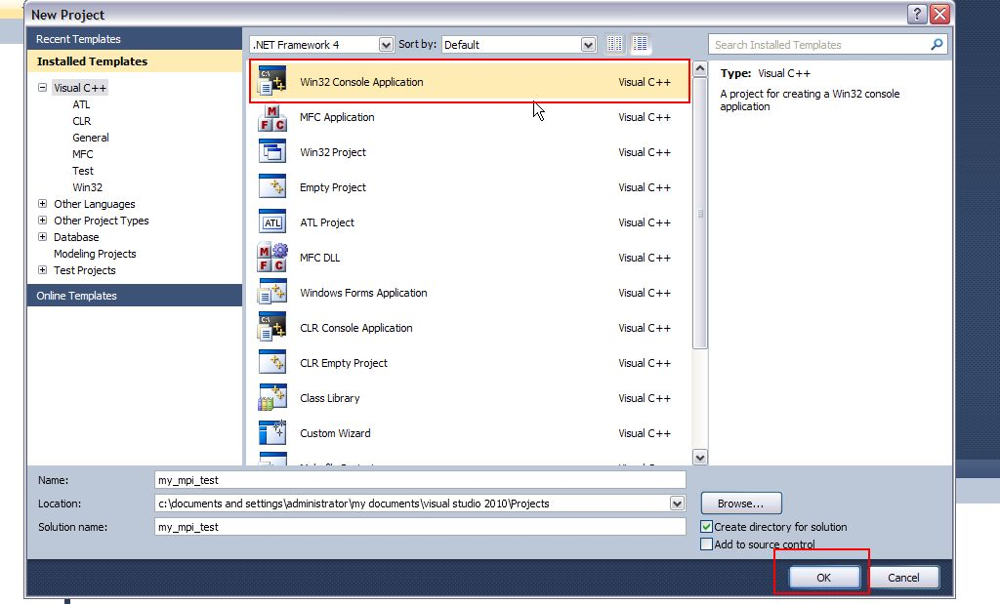 New Project
Recent Templates
Installed Templates
Visual C++
ATL
CLR
General
MFC
Test
Win32
Other Languages
Other Project Types
Database
Modeling Projects
Test Projects
Online Templates
.NET Framework 4 Sort by: Default
Win32 Console Application Visual C++
MFC Application Visual C++
Win32 Project Visual C++
Empty Project Visual C++
ATL Project Visual C++
MFC DLL Visual C++
Windows Forms Application Visual C++
CLR Console Application Visual C++
CLR Empty Project Visual C++
Class Library Visual C++
Custom Wizard Visual C++
Search Installed Templates
Type: Visual C++
A project for creating a Win32 console
application
Name: my_mpi_test
Location: c:\documents and settings\administrator\my documents\visual studio 2010\Projects
Browse...
Solution name: my_mpi_test
Create directory for solution
Add to source control
OK Cancel